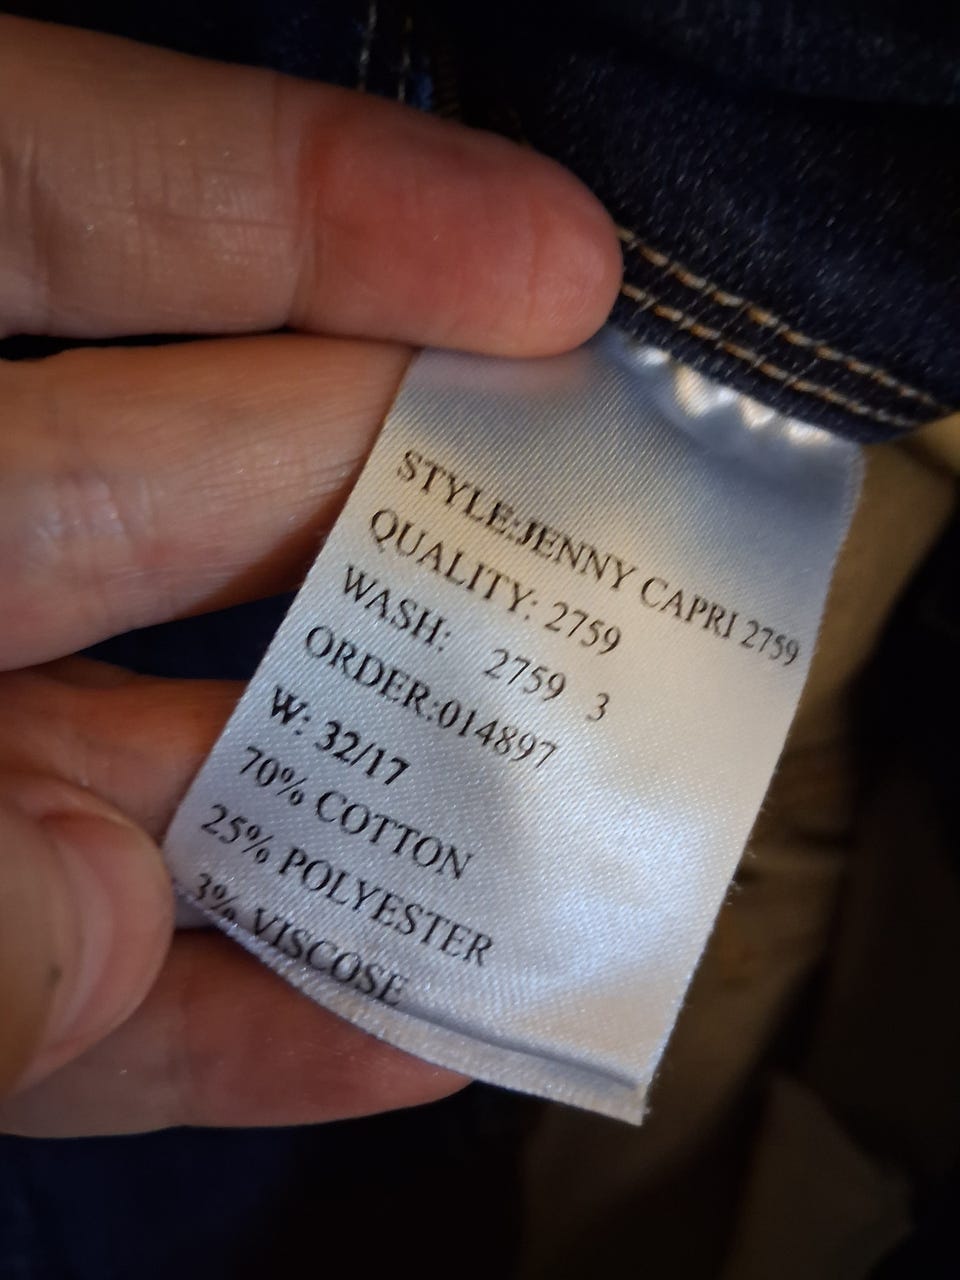 STYLE:JENNY CAPRI 2759
QUALITY: 2759
WASH: 2759 3
ORDER:014897
W: 32/17
70% COTTON
25% POLYESTER
3% VISCOSE